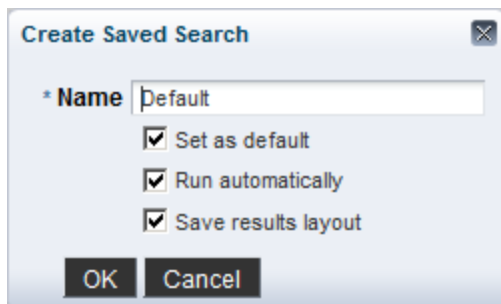 Create Saved Search
* Name Default
Set as default
Run automatically
Save results layout
OK Cancel